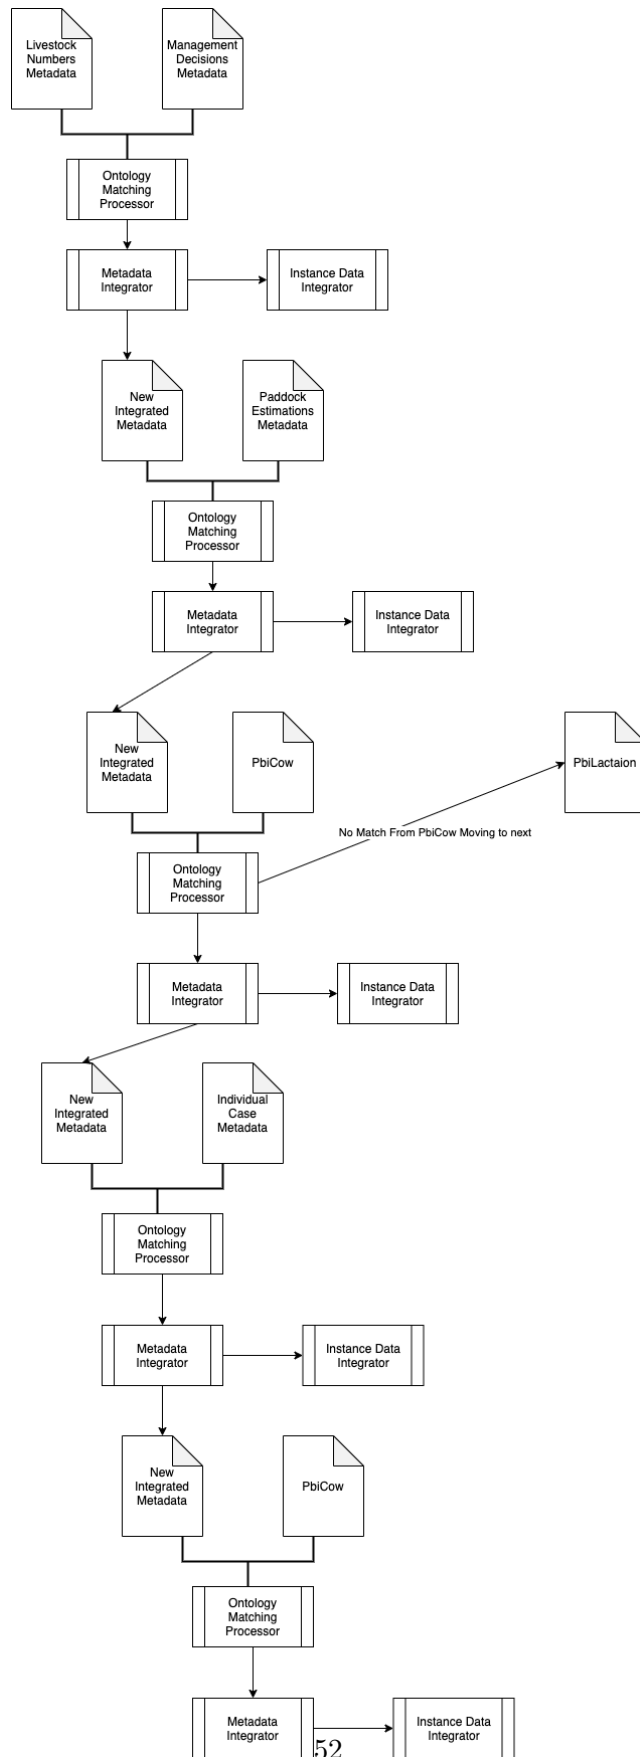 Livestock
Numbers
Metadata
Management
Decisions
Metadata
Ontology
Matching
Processor
Metadata
Integrator
Instance Data
Integrator
New
Integrated
Metadata
Paddock
Estimations
Metadata
Ontology
Matching
Processor
Metadata
Integrator
Instance Data
Integrator
New
Integrated
Metadata
PbiCow
PbiLactaion
No Match From PbiCow Moving to next
Ontology
Matching
Processor
Metadata
Integrator
Instance Data
Integrator
New
Integrated
Metadata
Individual
Case
Metadata
Ontology
Matching
Processor
Metadata
Integrator
Instance Data
Integrator
New
Integrated
Metadata
PbiCow
Ontology
Matching
Processor
Metadata
Integrator
Instance Data
Integrator
52